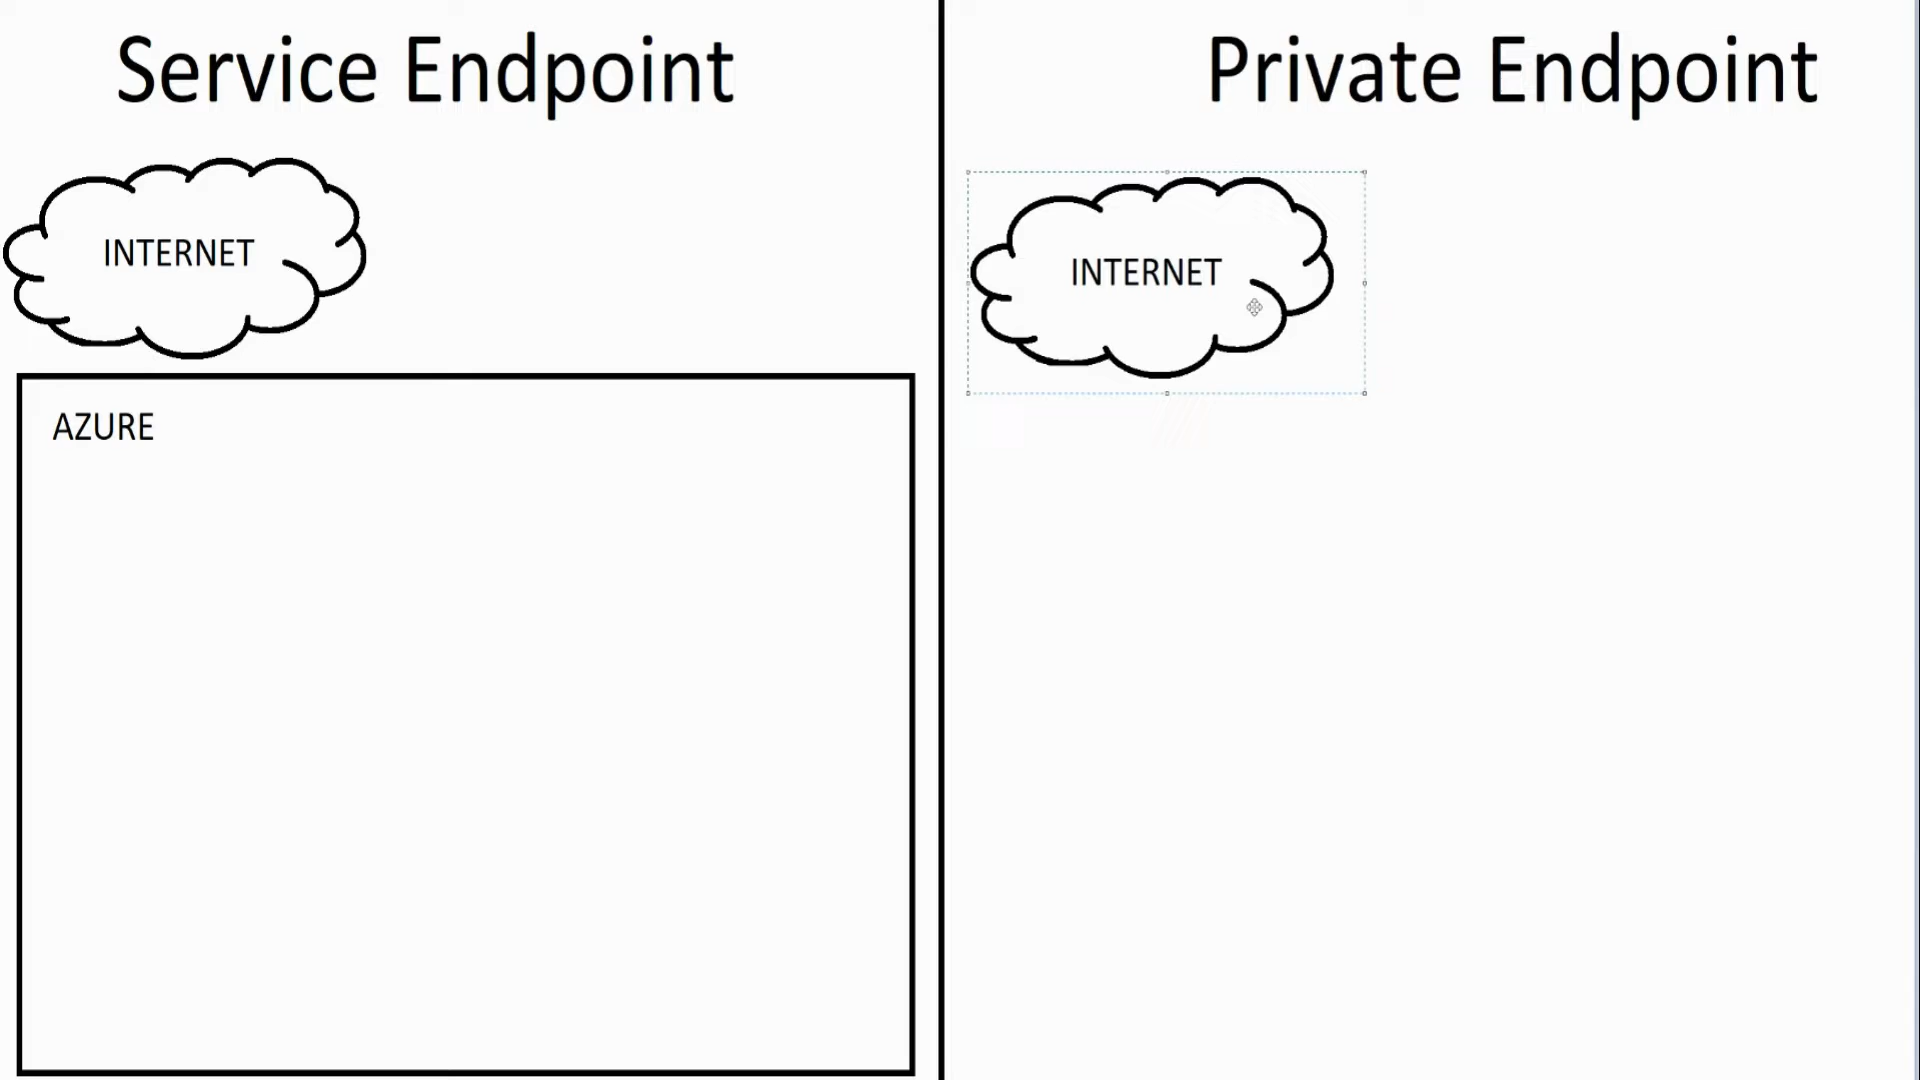 Service Endpoint
Private Endpoint
INTERNET
INTERNET
AZURE